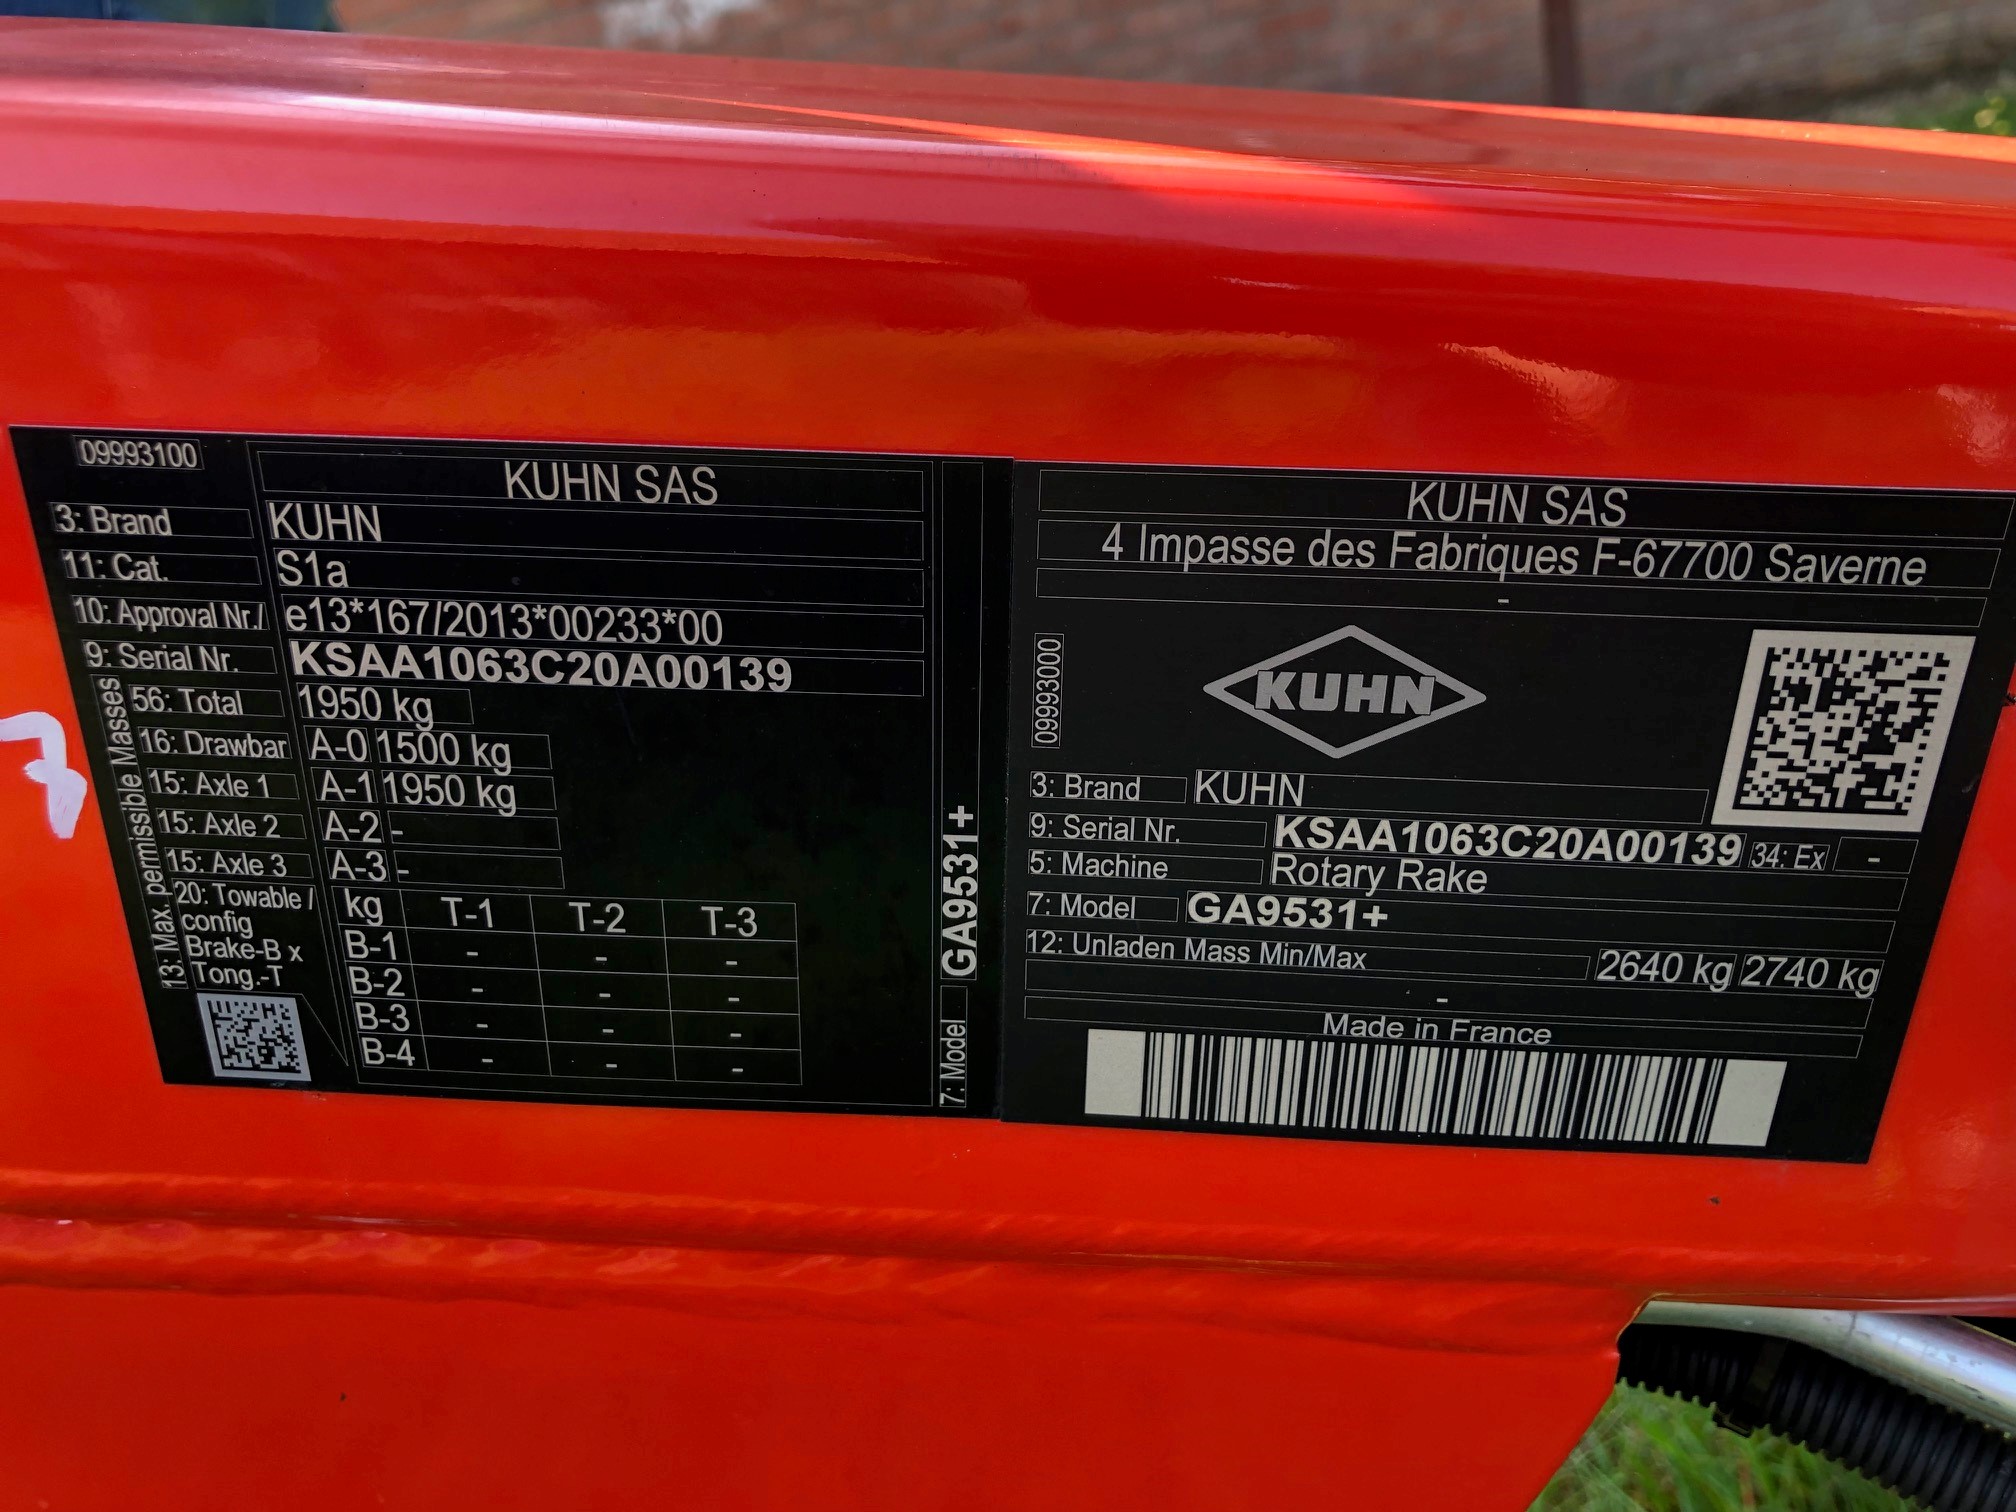 09993100
KUHN SAS
3: Brand KUHN
11: Cat. S1a
10: Approval Nr./ e13*167/2013*00233*00
9: Serial Nr. KSAA1063C20A00139
13: Max. permissible Masses
56: Total 1950 kg
16: Drawbar A-0 1500 kg
15: Axle 1 A-1 1950 kg
15: Axle 2 A-2 -
15: Axle 3 A-3 -
20: Towable /
config
Brake-B x
Tong.-T
kg T-1 T-2 T-3
B-1 - - -
B-2 - - -
B-3 - - -
B-4 - - -
7: Model GA9531+
KUHN SAS
4 Impasse des Fabriques F-67700 Saverne
-
09993000
KUHN
3: Brand KUHN
9: Serial Nr. KSAA1063C20A00139 34: Ex -
5: Machine Rotary Rake
7: Model GA9531+
12: Unladen Mass Min/Max 2640 kg 2740 kg
-
Made in France